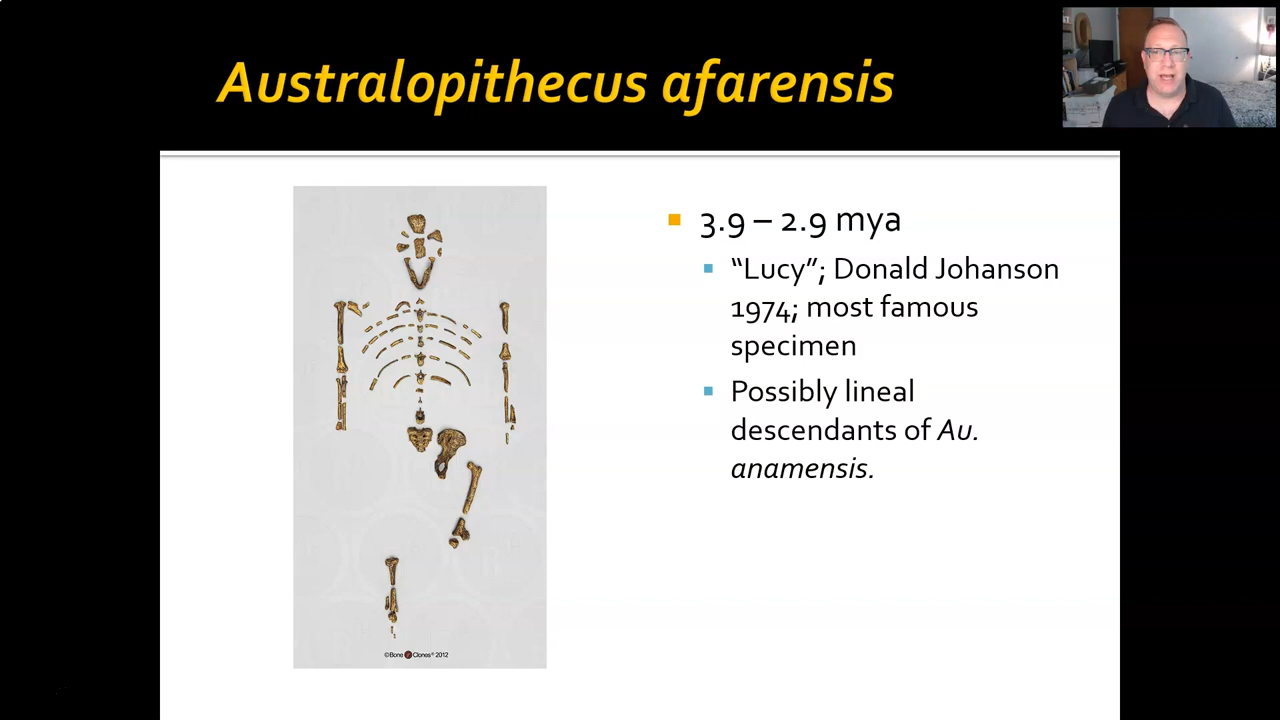 Australopithecus afarensis
3.9 – 2.9 mya
“Lucy”; Donald Johanson
1974; most famous
specimen
Possibly lineal
descendants of Au.
anamensis.
©Bone Clones® 2012